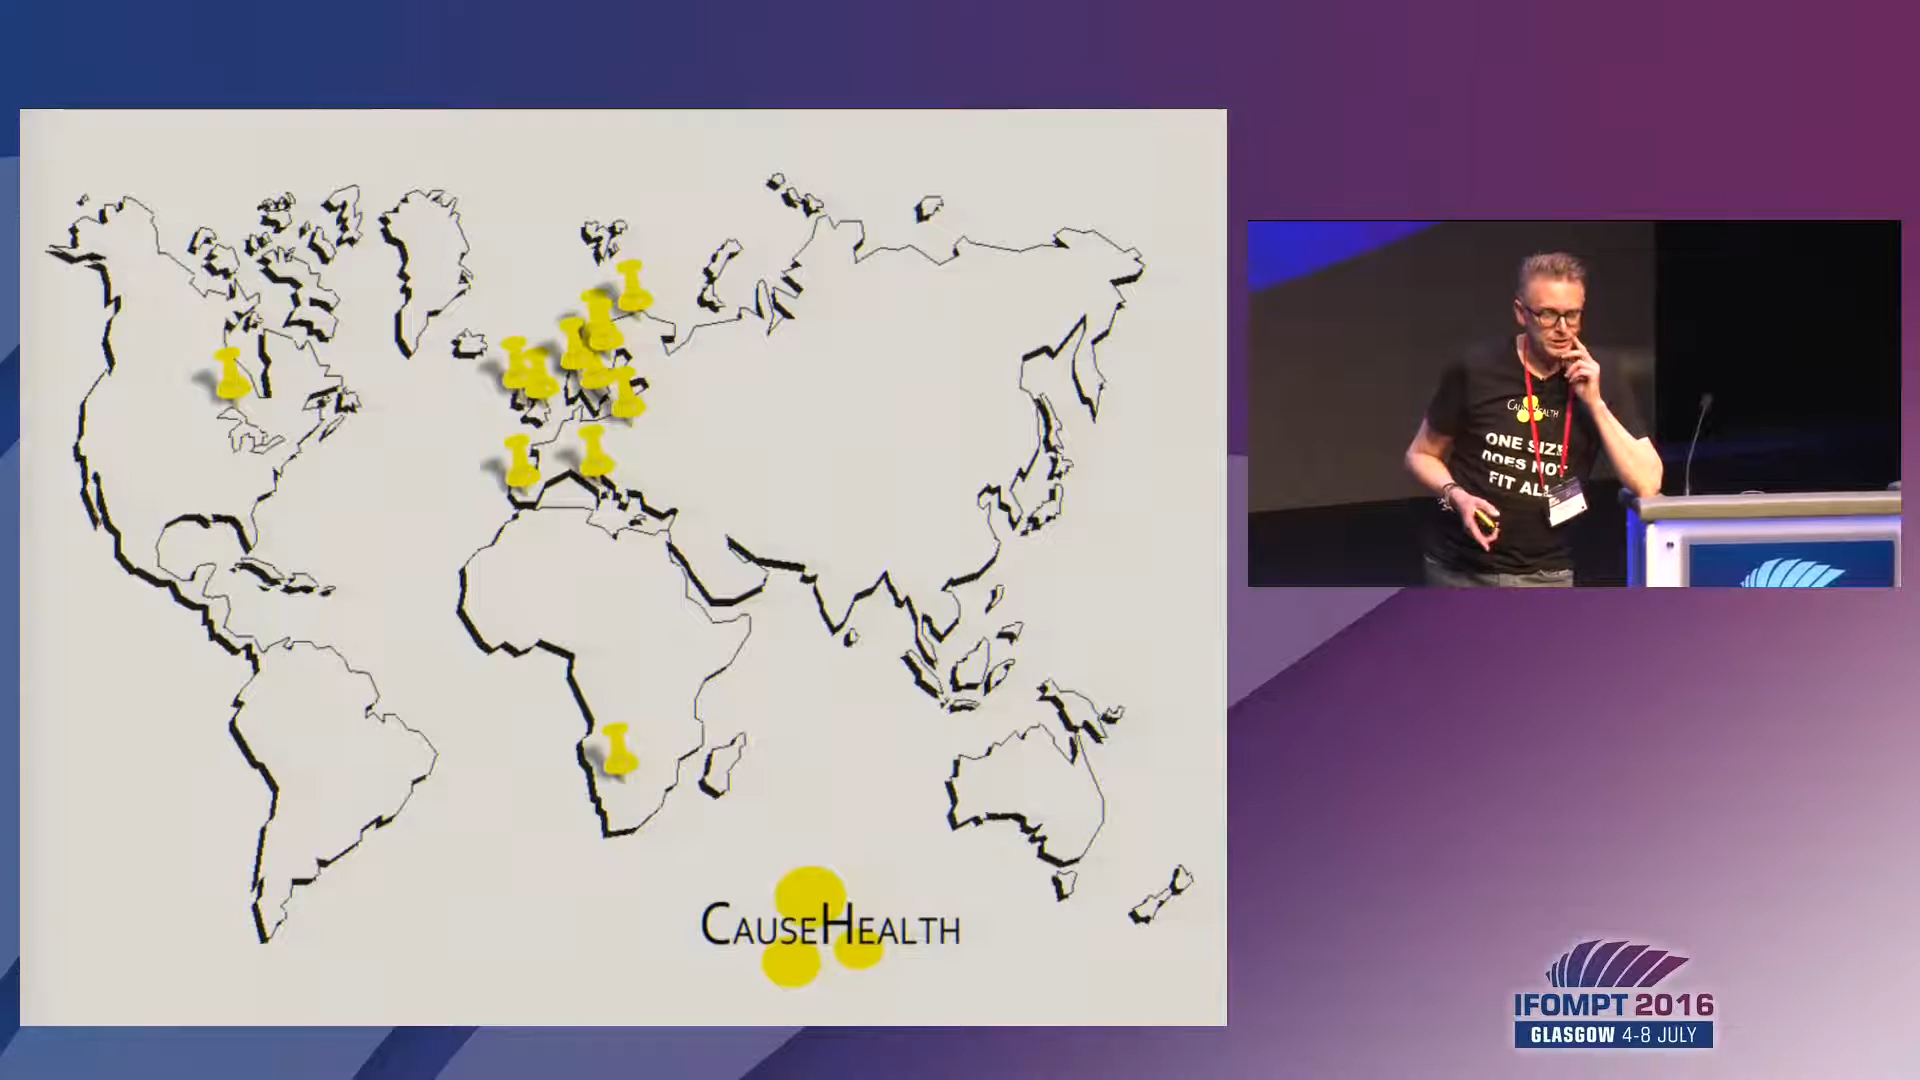 CAUSEHEALTH
CAUSEHEALTH
ONE SIZE
DOES NOT
FIT ALL
IFOMPT 2016
GLASGOW 4-8 JULY